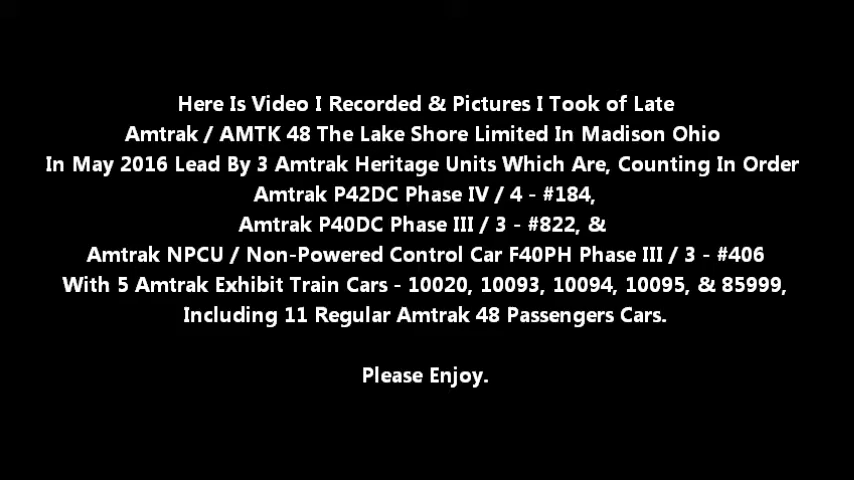 Here Is Video I Recorded & Pictures I Took of Late
Amtrak / AMTK 48 The Lake Shore Limited In Madison Ohio
In May 2016 Lead By 3 Amtrak Heritage Units Which Are, Counting In Order
Amtrak P42DC Phase IV / 4 - #184,
Amtrak P40DC Phase III / 3 - #822, &
Amtrak NPCU / Non-Powered Control Car F40PH Phase III / 3 - #406
With 5 Amtrak Exhibit Train Cars - 10020, 10093, 10094, 10095, & 85999,
Including 11 Regular Amtrak 48 Passengers Cars.
Please Enjoy.